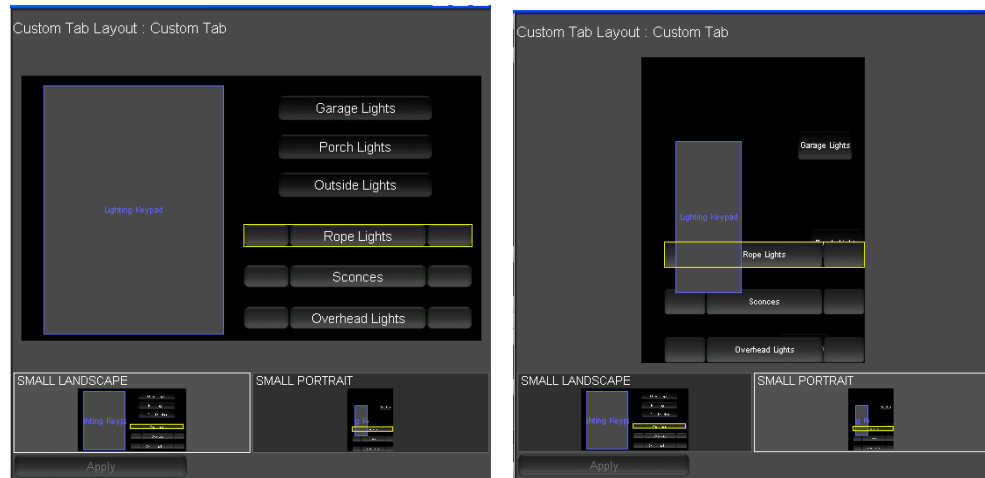 Custom Tab Layout : Custom Tab
Garage Lights
Porch Lights
Outside Lights
Lighting Keypad
Rope Lights
Sconces
Overhead Lights
SMALL LANDSCAPE
SMALL PORTRAIT
Apply
Custom Tab Layout : Custom Tab
Garage Lights
Lighting Keypad
Rope Lights
Sconces
Overhead Lights
SMALL LANDSCAPE
SMALL PORTRAIT
Apply